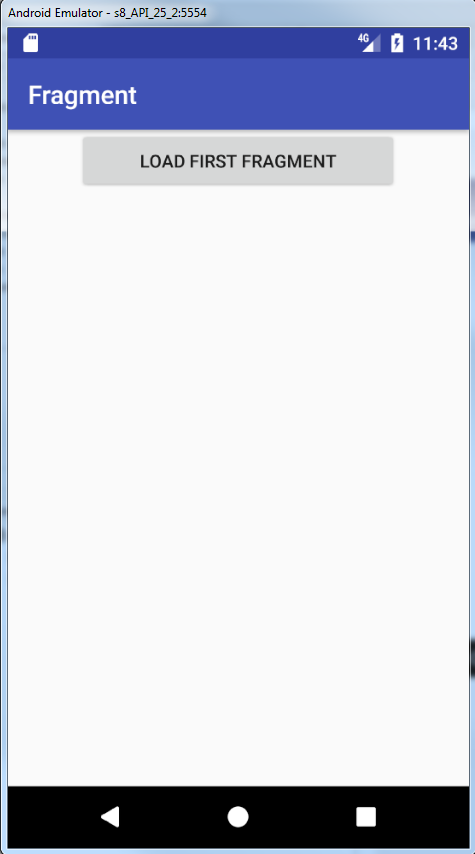 Android Emulator - s8_API_25_2:5554
4G 11:43
Fragment
LOAD FIRST FRAGMENT